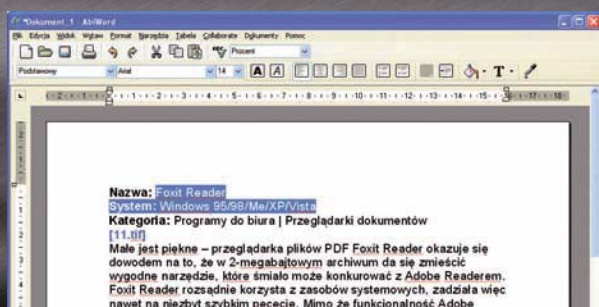 *Dokument_1 - AbiWord
Plik Edycja Widok Wstaw Format Narzędzia Tabela Collaborate Dokumenty Pomoc
Podstawowy Arial 14 A A T
Nazwa: Foxit Reader
System: Windows 95/98/Me/XP/Vista
Kategoria: Programy do biura | Przeglądarki dokumentów
[11.tif]
Małe jest piękne – przeglądarka plików PDF Foxit Reader okazuje się
dowodem na to, że w 2-megabajtowym archiwum da się zmieścić
wygodne narzędzie, które śmiało może konkurować z Adobe Readerem.
Foxit Reader rozsądnie korzysta z zasobów systemowych, zadziała więc
nawet na niezbyt szybkim pececie. Mimo że funkcjonalność Adobe